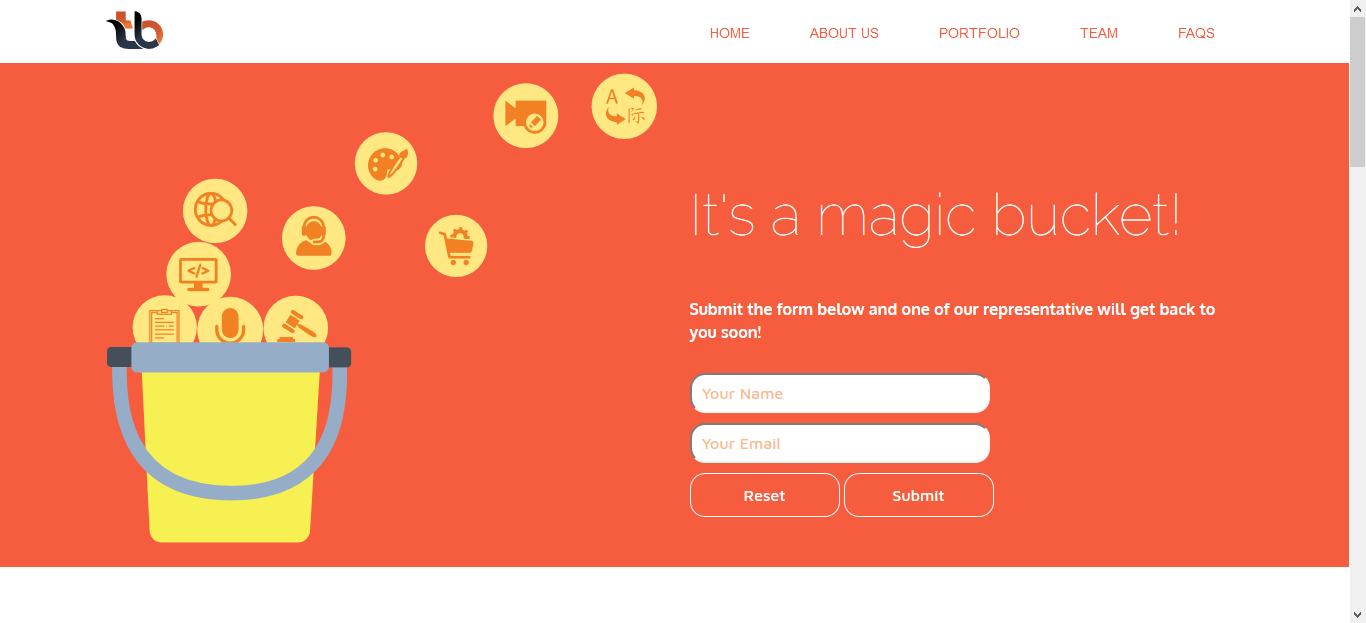 tb
HOME
ABOUT US
PORTFOLIO
TEAM
FAQS
A
际
</>
It's a magic bucket!
Submit the form below and one of our representative will get back to
you soon!
Your Name
Your Email
Reset
Submit